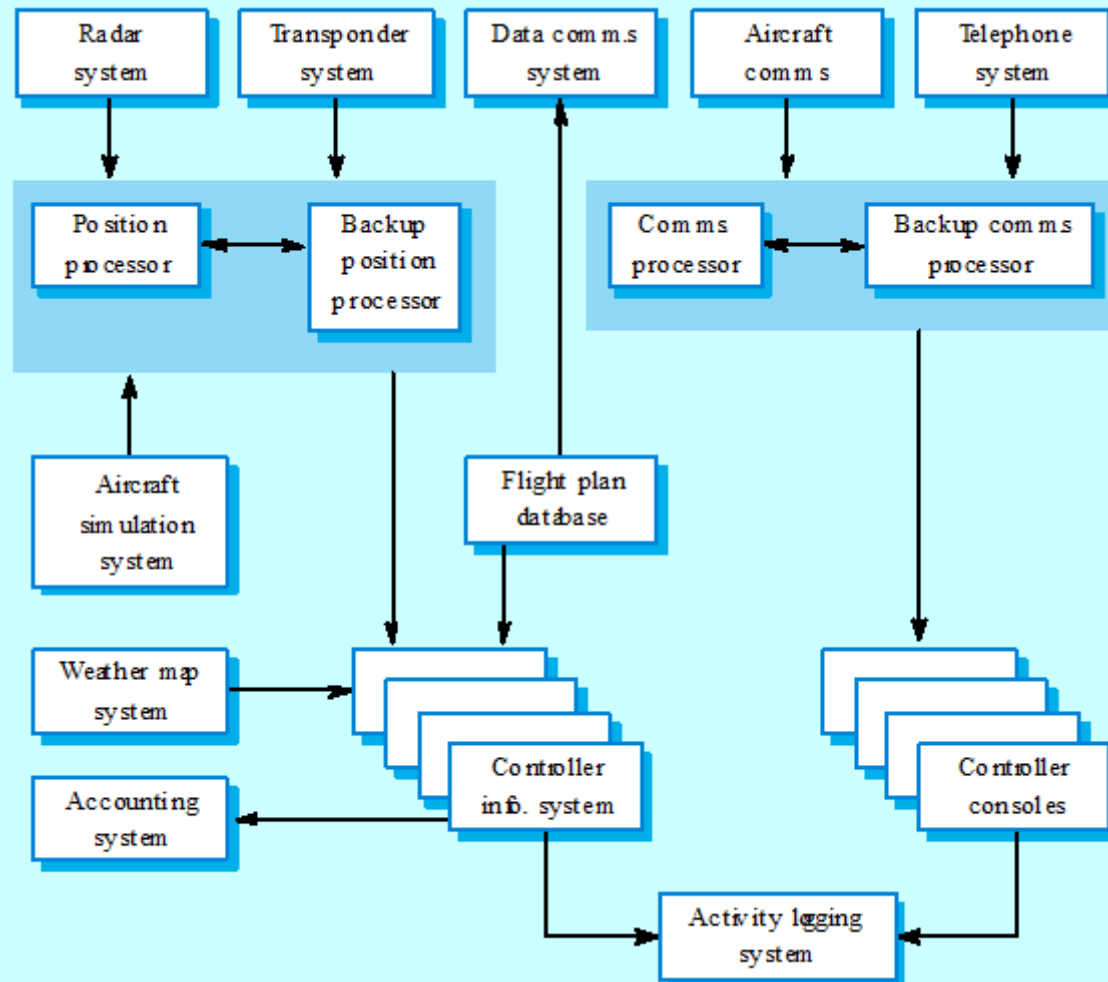 Radar
system
Transponder
system
Data comms
system
Aircraft
comms
Telephone
system
Position
processor
Backup
position
processor
Comms
processor
Backup comms
processor
Aircraft
simulation
system
Flight plan
database
Weather map
system
Accounting
system
Controller
info. system
Controller
consoles
Activity logging
system